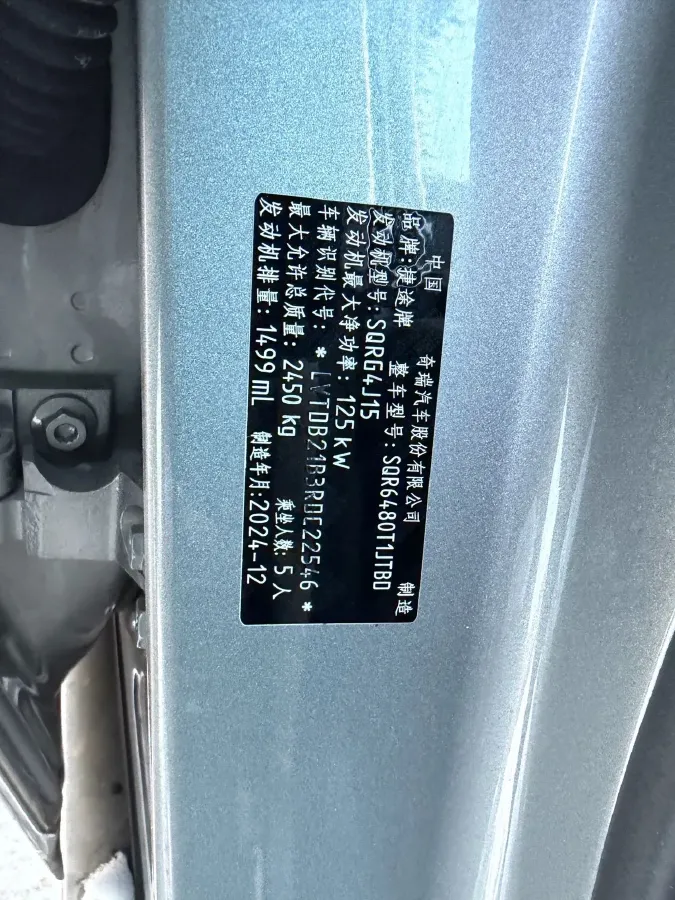 中国 奇瑞汽车股份有限公司 制造
品牌:捷途牌 整车型号:SQR6480T1JTBD
发动机型号:SQRG4J15
发动机最大净功率: 125 kW
车辆识别代号: *LVTDB21B3RDC22546*
最大允许总质量: 2450 kg 乘坐人数: 5 人
发动机排量: 1499 mL 制造年月:2024-12